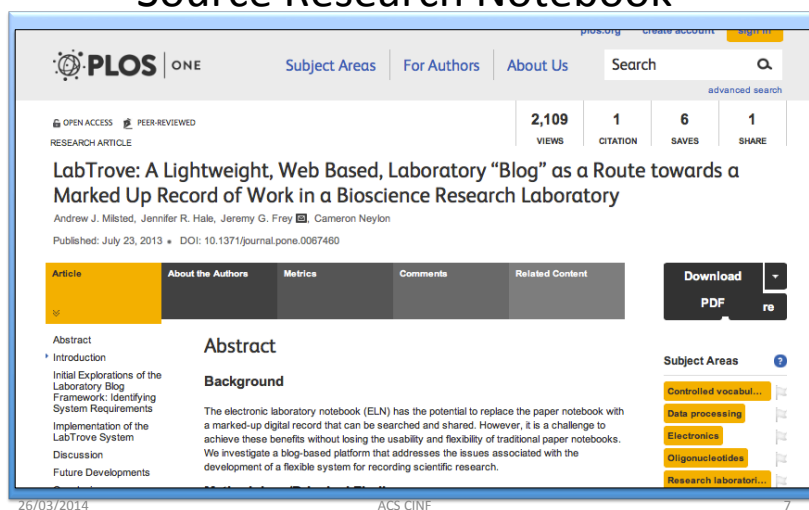 Source Research Notebook
plos.org create account sign in
PLOS ONE
Subject Areas For Authors About Us Search
advanced search
OPEN ACCESS PEER-REVIEWED
RESEARCH ARTICLE
2,109 1 6 1
VIEWS CITATION SAVES SHARE
LabTrove: A Lightweight, Web Based, Laboratory “Blog” as a Route towards a
Marked Up Record of Work in a Bioscience Research Laboratory
Andrew J. Milsted, Jennifer R. Hale, Jeremy G. Frey, Cameron Neylon
Published: July 23, 2013 • DOI: 10.1371/journal.pone.0067460
Article About the Authors Metrics Comments Related Content
Download
PDF
re
Abstract
Introduction
Initial Explorations of the
Laboratory Blog
Framework: Identifying
System Requirements
Implementation of the
LabTrove System
Discussion
Future Developments
Abstract
Background
The electronic laboratory notebook (ELN) has the potential to replace the paper notebook with
a marked-up digital record that can be searched and shared. However, it is a challenge to
achieve these benefits without losing the usability and flexibility of traditional paper notebooks.
We investigate a blog-based platform that addresses the issues associated with the
development of a flexible system for recording scientific research.
Subject Areas ?
Controlled vocabul...
Data processing
Electronics
Oligonucleotides
Research laboratori...
26/03/2014 ACS CINF 7